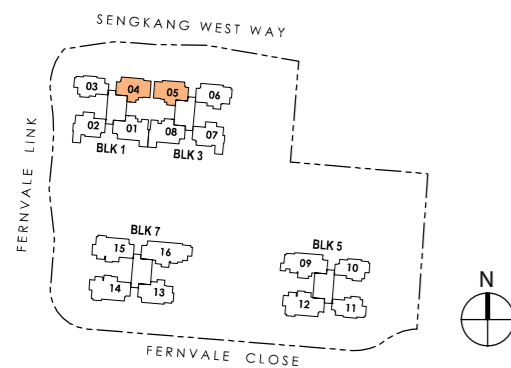 SENGKANG WEST WAY
FERNVALE LINK
03 04 05 06
02 01 08 07
BLK 1 BLK 3
BLK 7
15 16
14 13
BLK 5
09 10
12 11
N
FERNVALE CLOSE